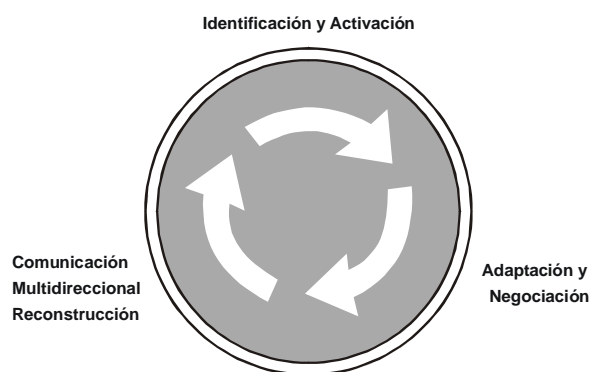 Identificación y Activación
Comunicación
Multidireccional
Reconstrucción
Adaptación y
Negociación